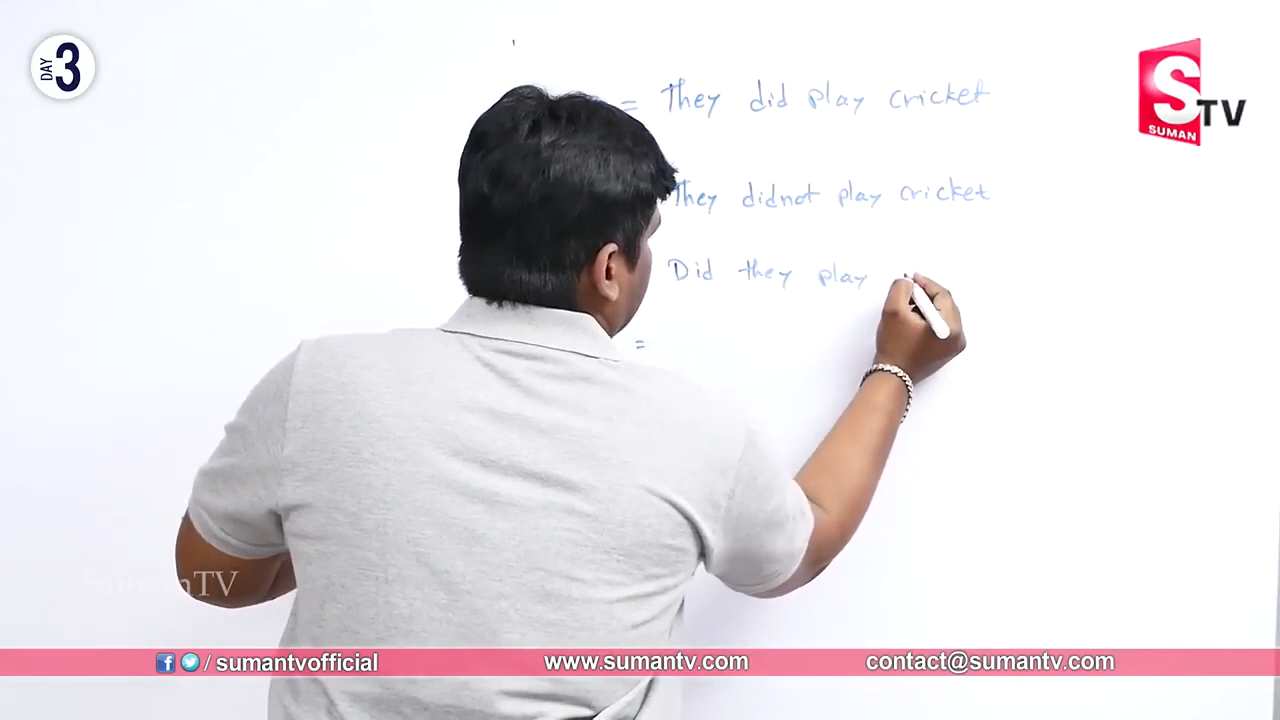 DAY 3
S TV
SUMAN
= They did play cricket
They didnot play cricket
Did they play
=
SumanTV
f / sumantvofficial
www.sumantv.com
contact@sumantv.com